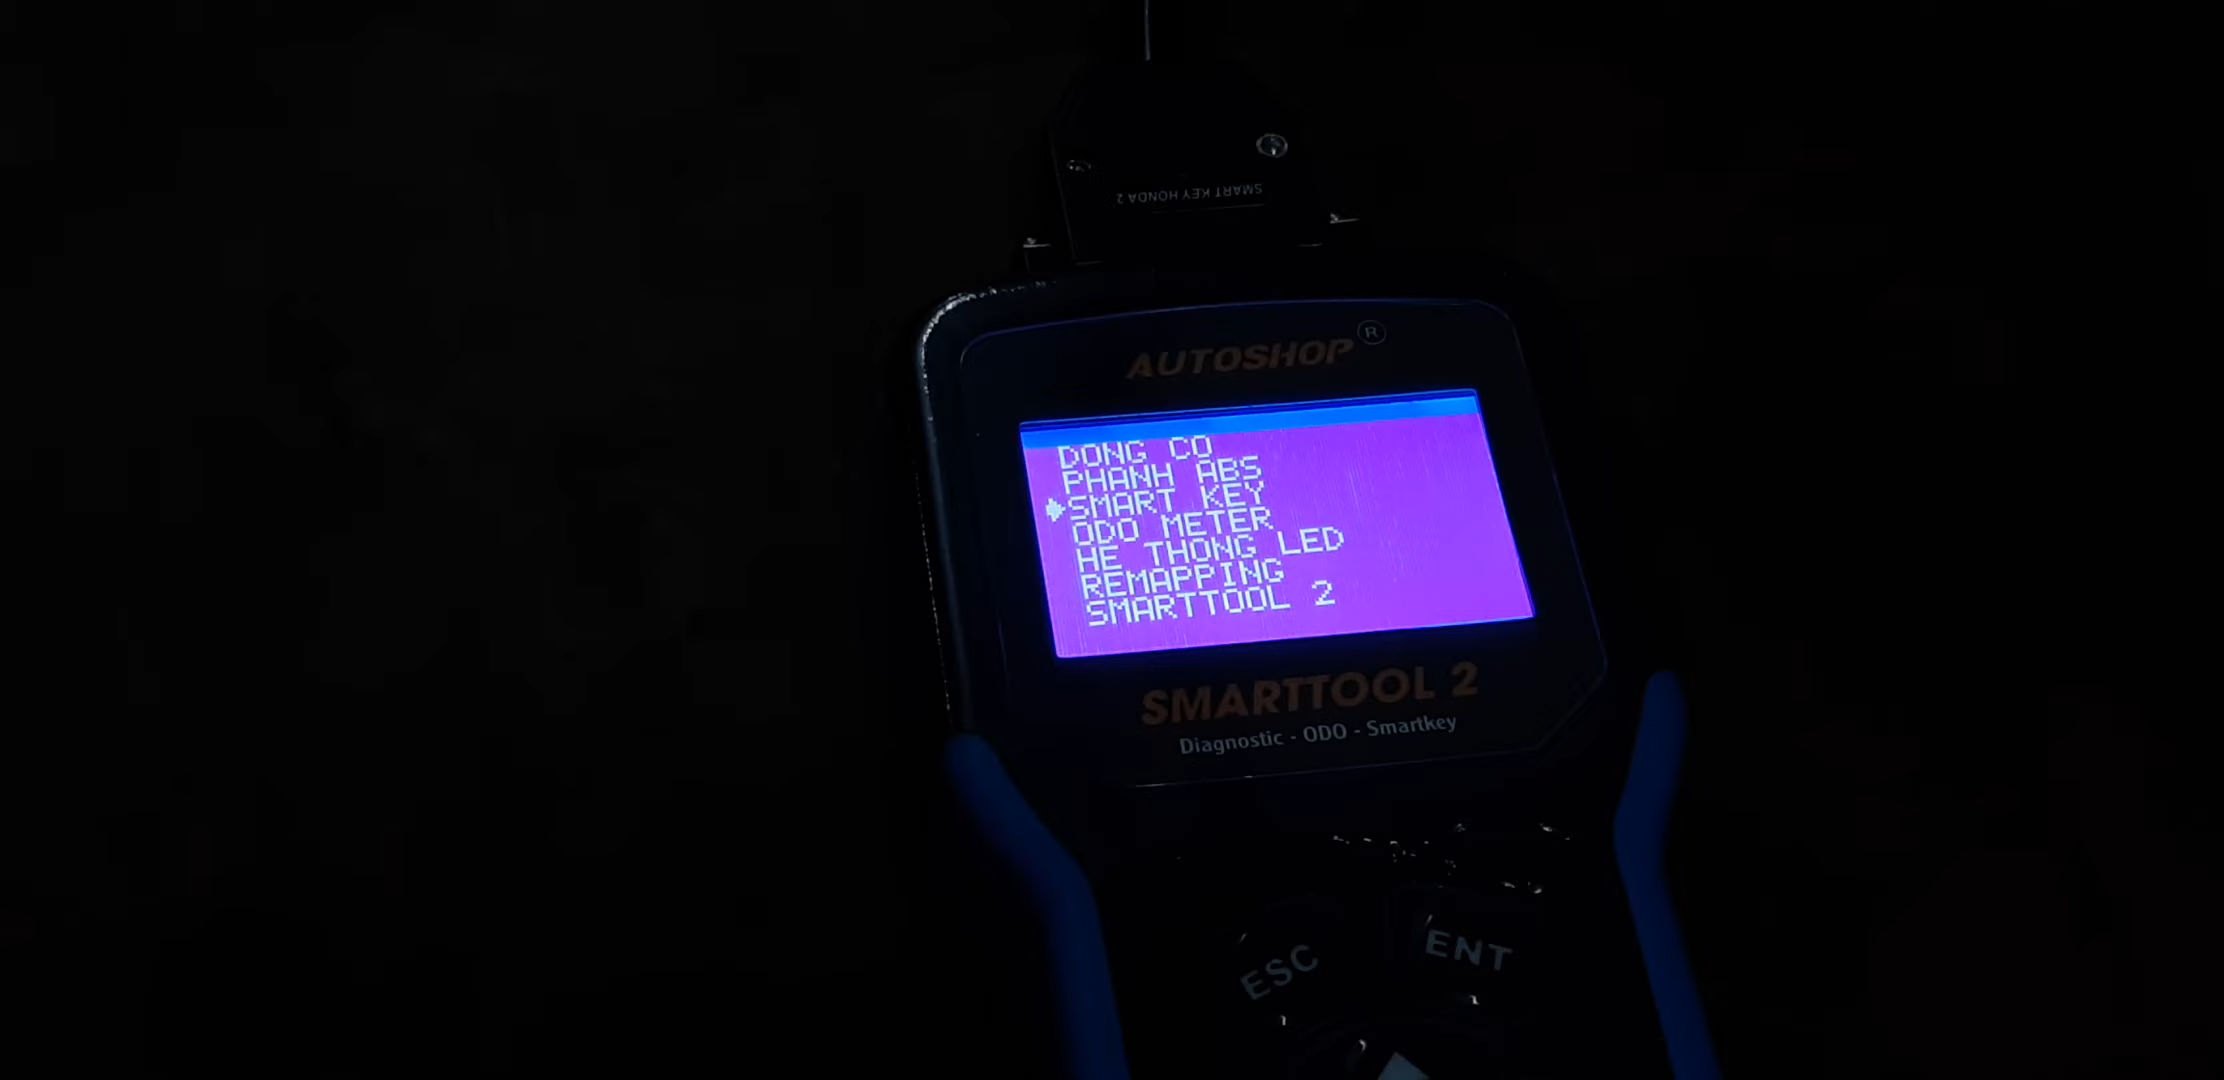 SMART KEY HONDA 2
AUTOSHOP ®
DONG CO
PHANH ABS
SMART KEY
ODO METER
HE THONG LED
REMAPPING
SMARTTOOL 2
SMARTTOOL 2
Diagnostic - ODO - Smartkey
ESC
ENT